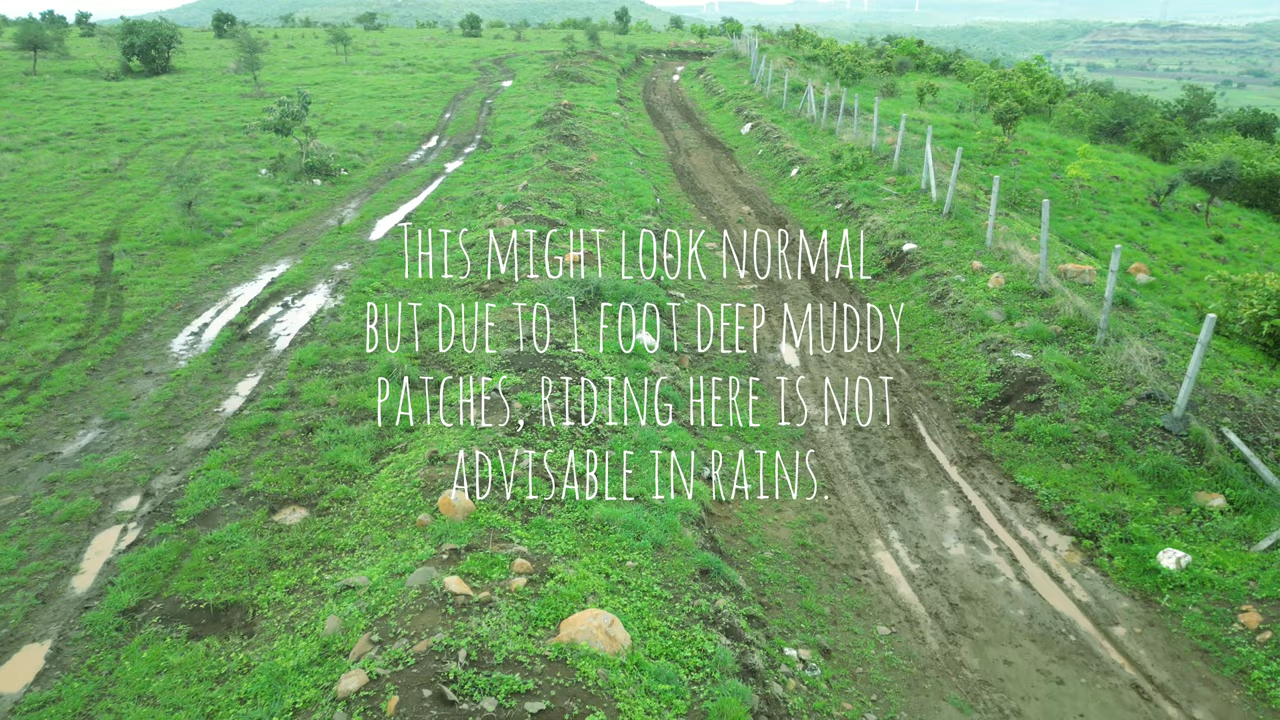 This might look normal
but due to 1 foot deep muddy
patches, riding here is not
advisable in rains.